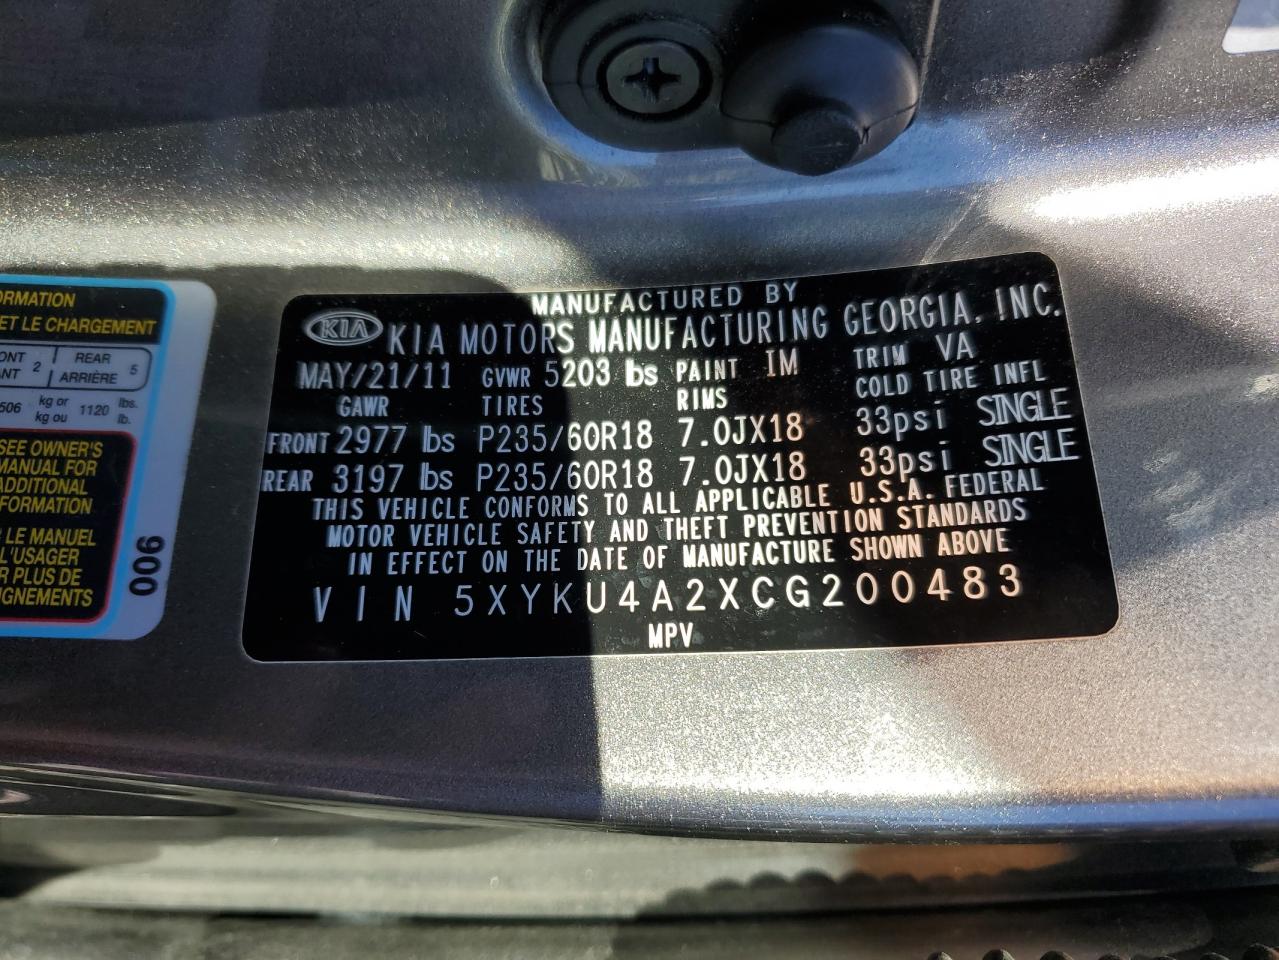 ORMATION
ET LE CHARGEMENT
ONT 2 REAR 5
ANT ARRIÈRE
506 kg or 1120 lbs.
kg ou lb.
SEE OWNER'S
MANUAL FOR
ADDITIONAL
NFORMATION
LE MANUEL
L'USAGER
R PLUS DE
IGNEMENTS
006
MANUFACTURED BY
KIA KIA MOTORS MANUFACTURING GEORGIA, INC.
MAY/21/11 GVWR 5203 lbs PAINT IM TRIM VA
GAWR TIRES RIMS COLD TIRE INFL
FRONT 2977 lbs P235/60R18 7.0JX18 33psi SINGLE
REAR 3197 lbs P235/60R18 7.0JX18 33psi SINGLE
THIS VEHICLE CONFORMS TO ALL APPLICABLE U.S.A. FEDERAL
MOTOR VEHICLE SAFETY AND THEFT PREVENTION STANDARDS
IN EFFECT ON THE DATE OF MANUFACTURE SHOWN ABOVE
VIN 5XYKU4A2XCG200483
MPV